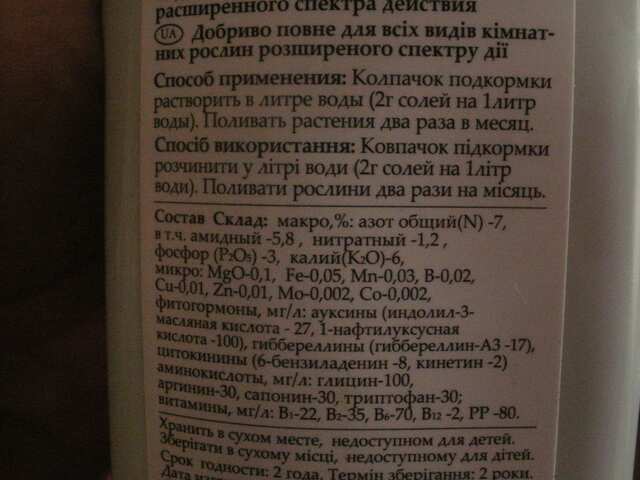 расширенного спектра действия
UA Добриво повне для всіх видів кімнат-
них рослин розширеного спектру дії
Способ применения: Колпачок подкормки
растворить в литре воды (2г солей на 1литр
воды). Поливать растения два раза в месяц.
Спосіб використання: Ковпачок підкормки
розчинити у літрі води (2г солей на 1літр
води). Поливати рослини два рази на місяць.
Состав Склад: макро,%: азот общий(N) -7,
в т.ч. амидный -5,8 , нитратный -1,2 ,
фосфор (P2O5) -3, калий(K2O)-6,
микро: MgO-0,1, Fe-0,05, Mn-0,03, B-0,02,
Cu-0,01, Zn-0,01, Mo-0,002, Co-0,002,
фитогормоны, мг/л: ауксины (индолил-3-
масляная кислота - 27, 1-нафтилуксусная
кислота -100), гиббереллины (гиббереллин-А3 -17),
цитокинины (6-бензиладенин -8, кинетин -2)
аминокислоты, мг/л: глицин-100,
аргинин-30, сапонин-30, триптофан-30;
витамины, мг/л: B1-22, B2-35, B6-70, B12 -2, PP -80.
Хранить в сухом месте, недоступном для детей.
Зберігати в сухому місці, недоступному для дітей.
Срок годности: 2 года. Термін зберігання: 2 роки.